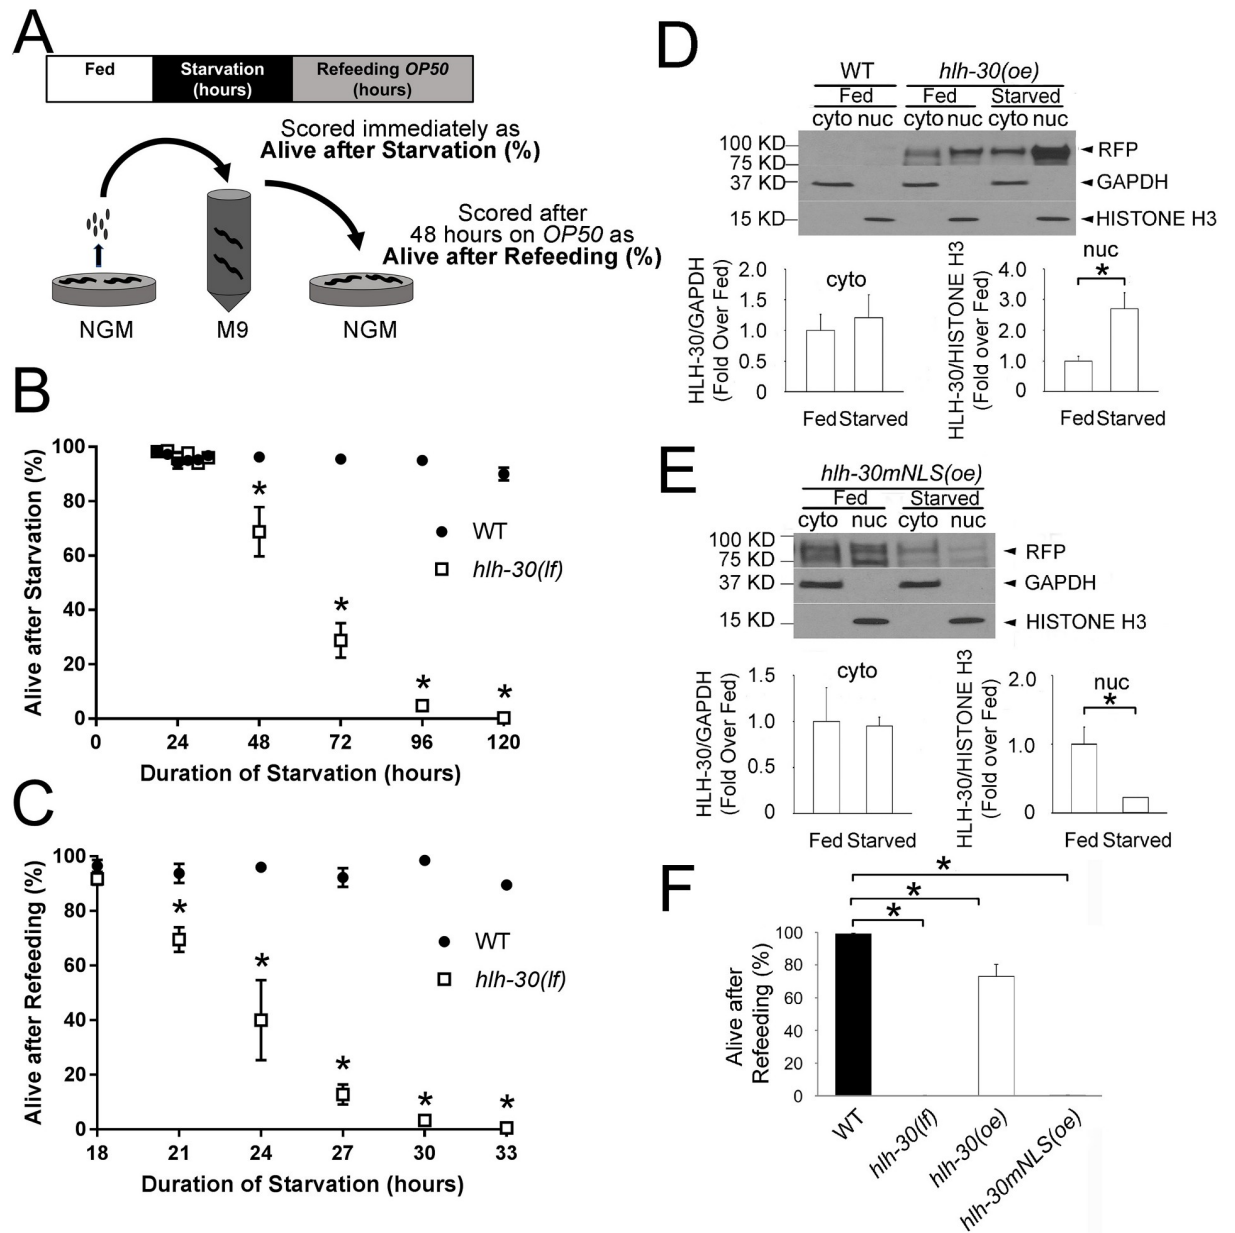 A
Fed
Starvation
(hours)
Refeeding OP50
(hours)
Scored immediately as
Alive after Starvation (%)
Scored after
48 hours on OP50 as
Alive after Refeeding (%)
NGM
M9
NGM
B
Alive after Starvation (%)
100
80
60
40
20
0
* * * *
WT
hlh-30(lf)
0 24 48 72 96 120
Duration of Starvation (hours)
C
Alive after Refeeding (%)
100
80
60
40
20
0
* * * * *
WT
hlh-30(lf)
18 21 24 27 30 33
Duration of Starvation (hours)
D
WT hlh-30(oe)
Fed Fed Starved
cyto nuc cyto nuc cyto nuc
100 KD
75 KD
37 KD
15 KD
RFP
GAPDH
HISTONE H3
HLH-30/GAPDH
(Fold Over Fed)
2.0
1.5
1.0
0.5
0
cyto
Fed Starved
HLH-30/HISTONE H3
(Fold over Fed)
4.0
3.0
2.0
1.0
0
nuc
*
Fed Starved
E
hlh-30mNLS(oe)
Fed Starved
cyto nuc cyto nuc
100 KD
75 KD
37 KD
15 KD
RFP
GAPDH
HISTONE H3
HLH-30/GAPDH
(Fold Over Fed)
1.5
1.0
0.5
0
cyto
Fed Starved
HLH-30/HISTONE H3
(Fold over Fed)
2.0
1.0
0
nuc
*
Fed Starved
F
Alive after
Refeeding (%)
100
80
60
40
20
0
*
*
*
WT
hlh-30(lf)
hlh-30(oe)
hlh-30mNLS(oe)